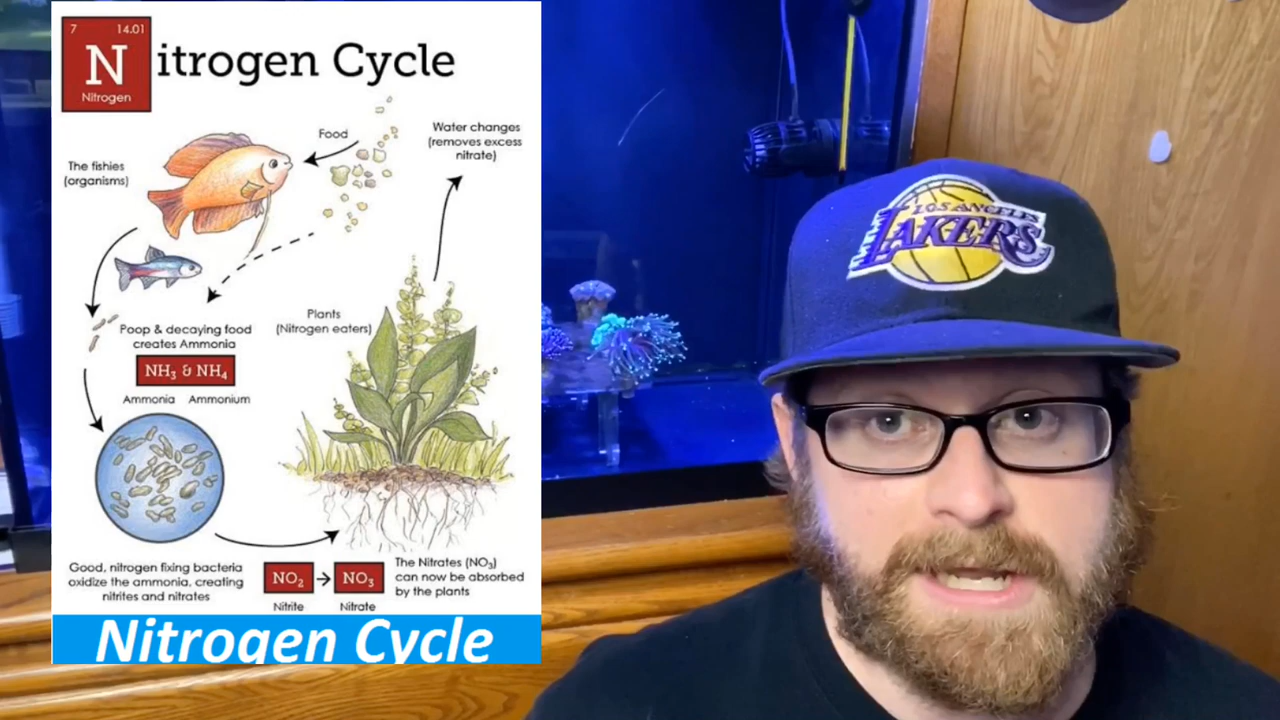 7 14.01
N
Nitrogen
itrogen Cycle
Food
Water changes
(removes excess
nitrate)
The fishies
(organisms)
Plants
(Nitrogen eaters)
Poop & decaying food
creates Ammonia
NH₃ & NH₄
Ammonia Ammonium
Good, nitrogen fixing bacteria
oxidize the ammonia, creating
nitrites and nitrates
NO₂ → NO₃
Nitrite Nitrate
The Nitrates (NO₃)
can now be absorbed
by the plants
Nitrogen Cycle
LOS ANGELES
LAKERS